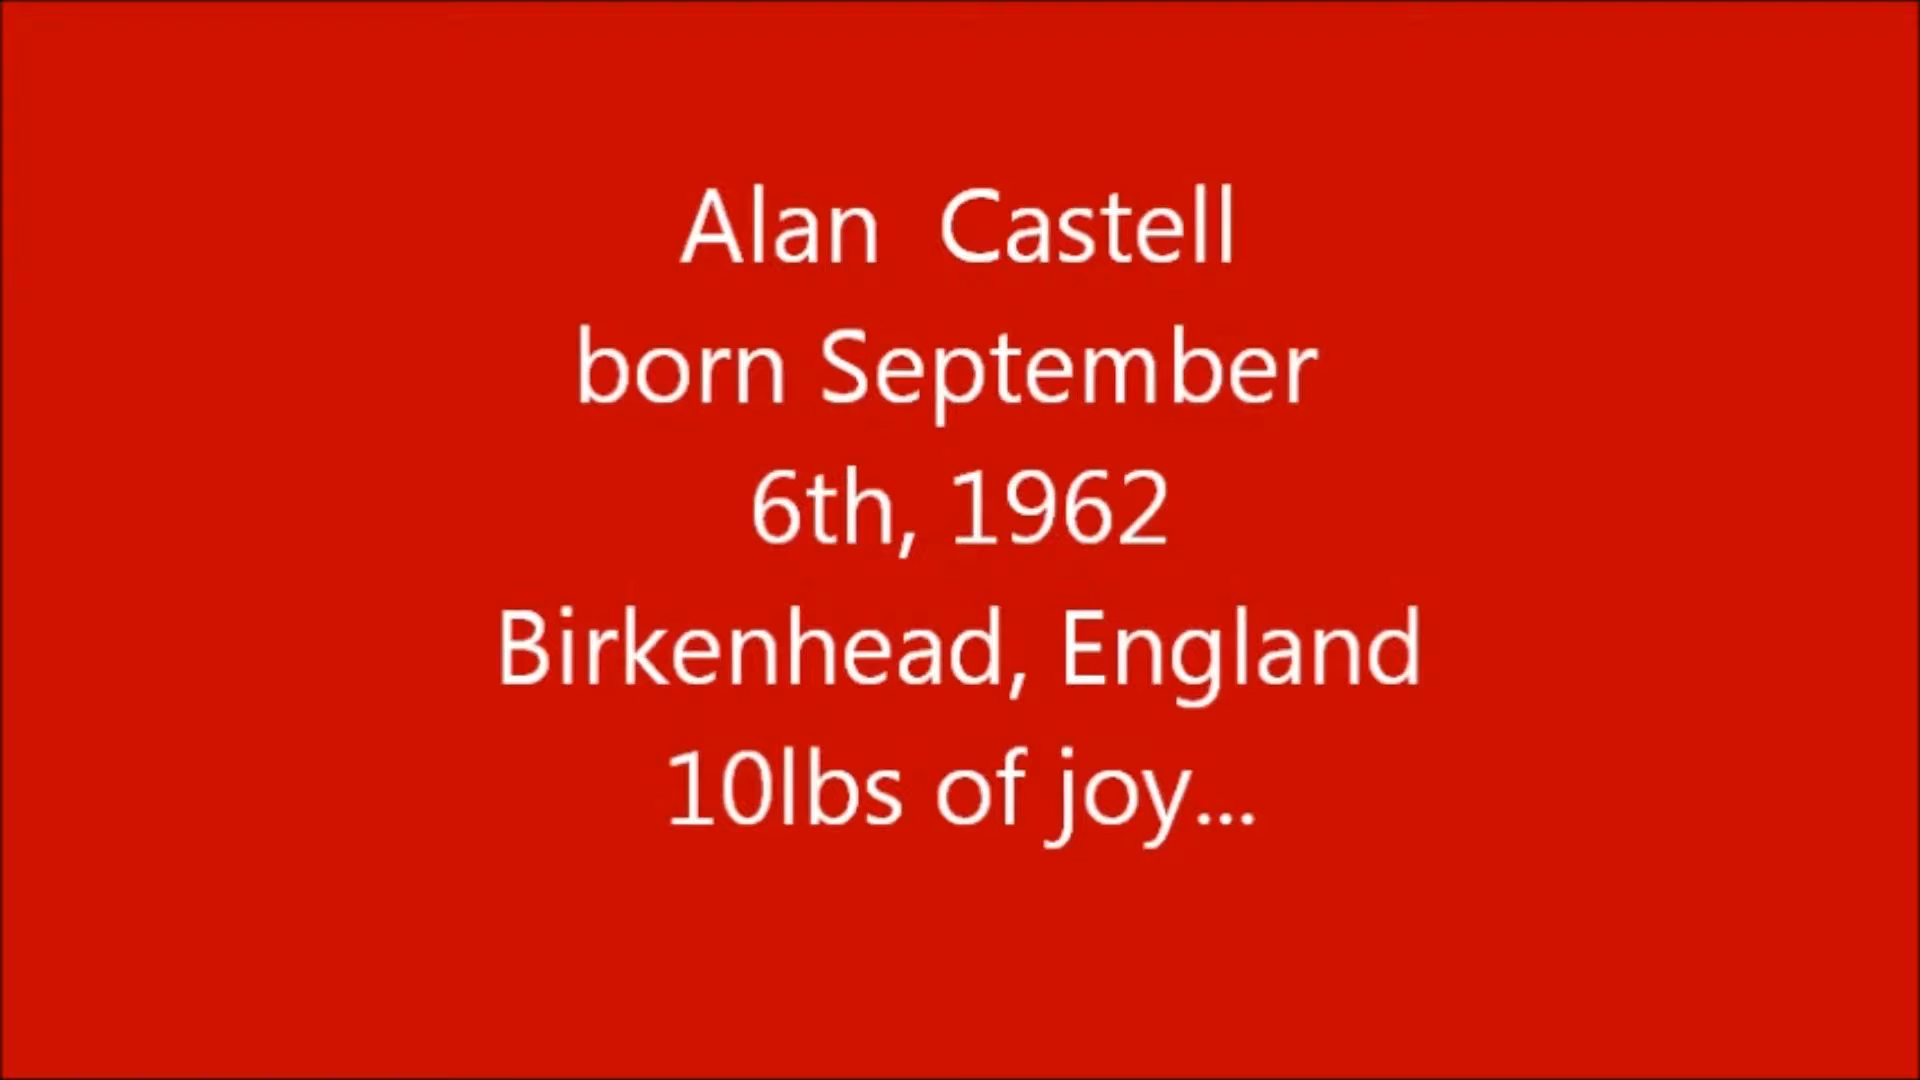 Alan  Castell
born September
6th, 1962
Birkenhead, England
10lbs of joy...